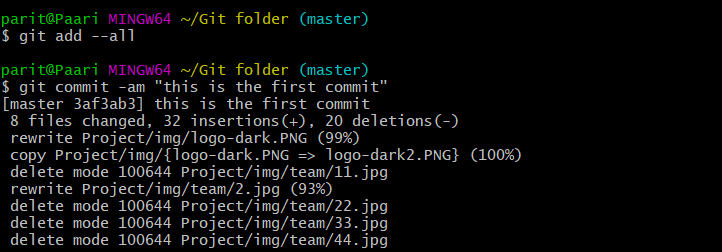 parit@Paari MINGW64 ~/Git folder (master)
$ git add --all
parit@Paari MINGW64 ~/Git folder (master)
$ git commit -am "this is the first commit"
[master 3af3ab3] this is the first commit
 8 files changed, 32 insertions(+), 20 deletions(-)
 rewrite Project/img/logo-dark.PNG (99%)
 copy Project/img/{logo-dark.PNG => logo-dark2.PNG} (100%)
 delete mode 100644 Project/img/team/11.jpg
 rewrite Project/img/team/2.jpg (93%)
 delete mode 100644 Project/img/team/22.jpg
 delete mode 100644 Project/img/team/33.jpg
 delete mode 100644 Project/img/team/44.jpg